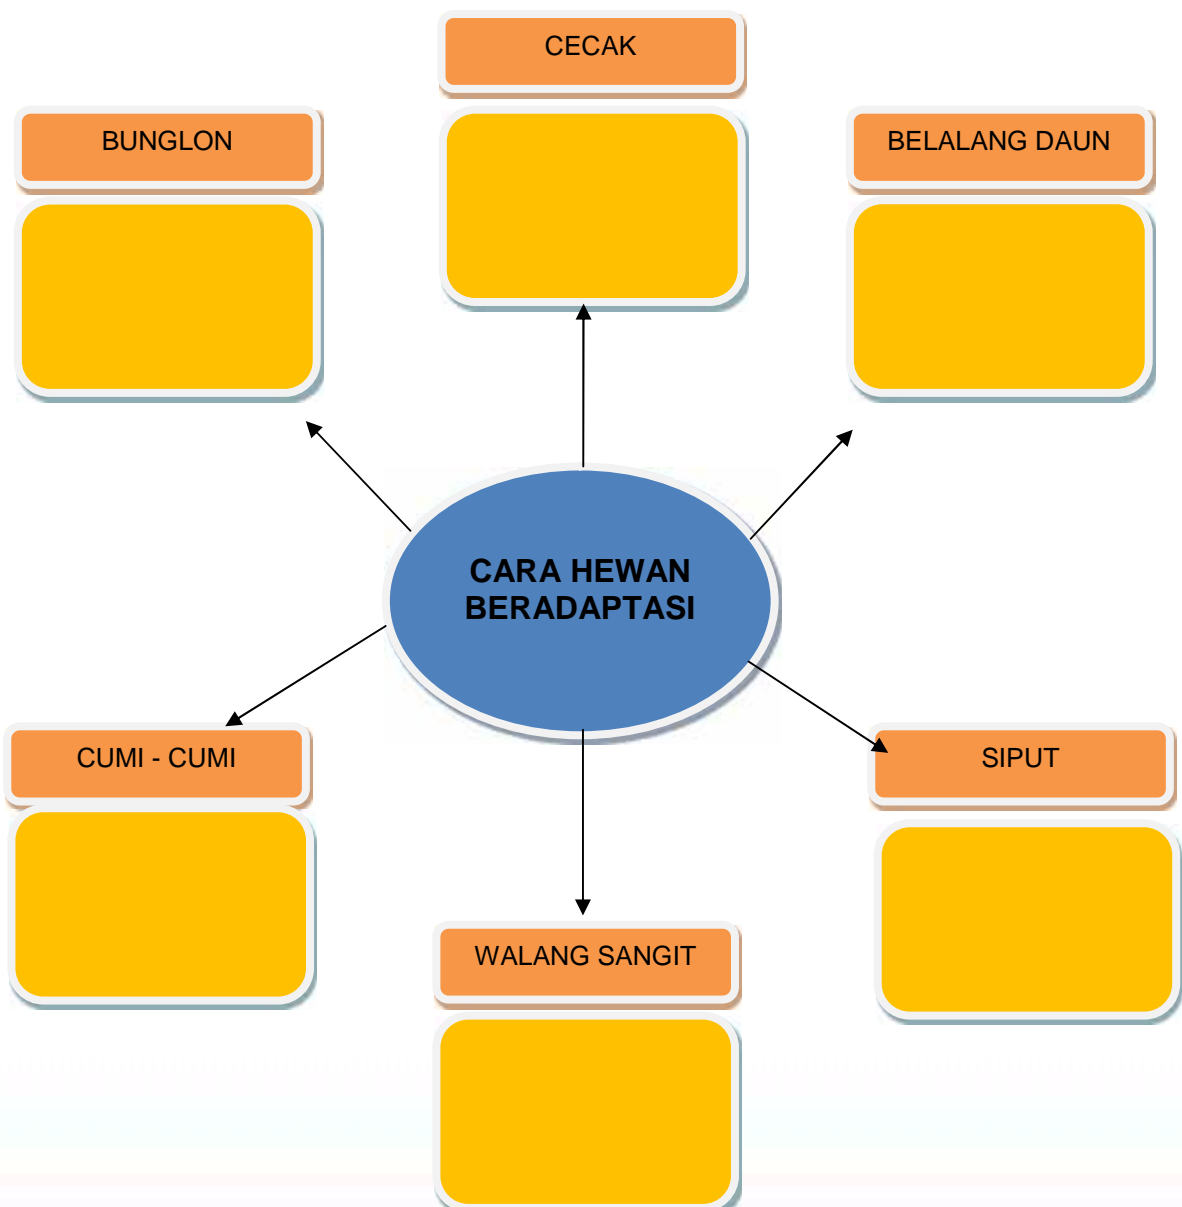 CECAK
BUNGLON
BELALANG DAUN
CARA HEWAN
BERADAPTASI
CUMI - CUMI
SIPUT
WALANG SANGIT